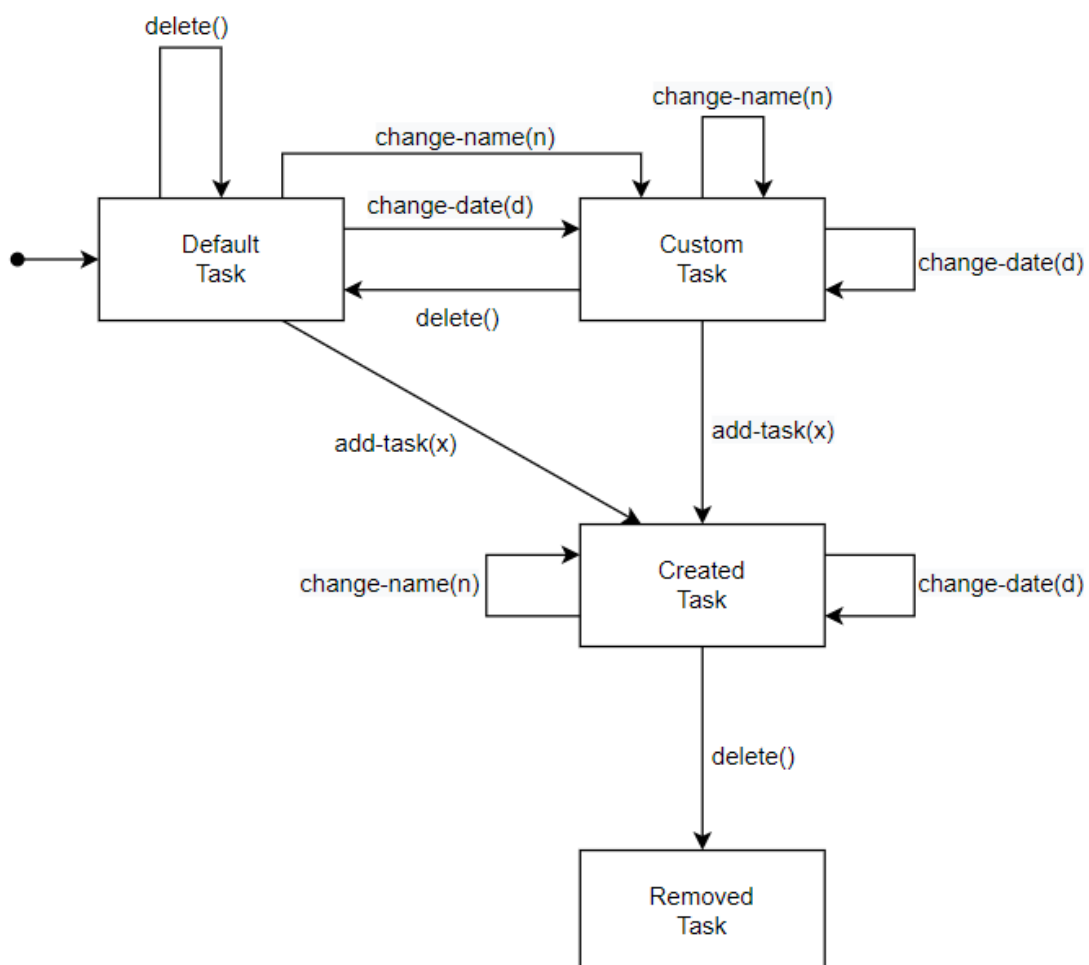 delete()
change-name(n)
change-name(n)
change-date(d)
Default
Task
Custom
Task
change-date(d)
delete()
add-task(x)
add-task(x)
change-name(n)
Created
Task
change-date(d)
delete()
Removed
Task